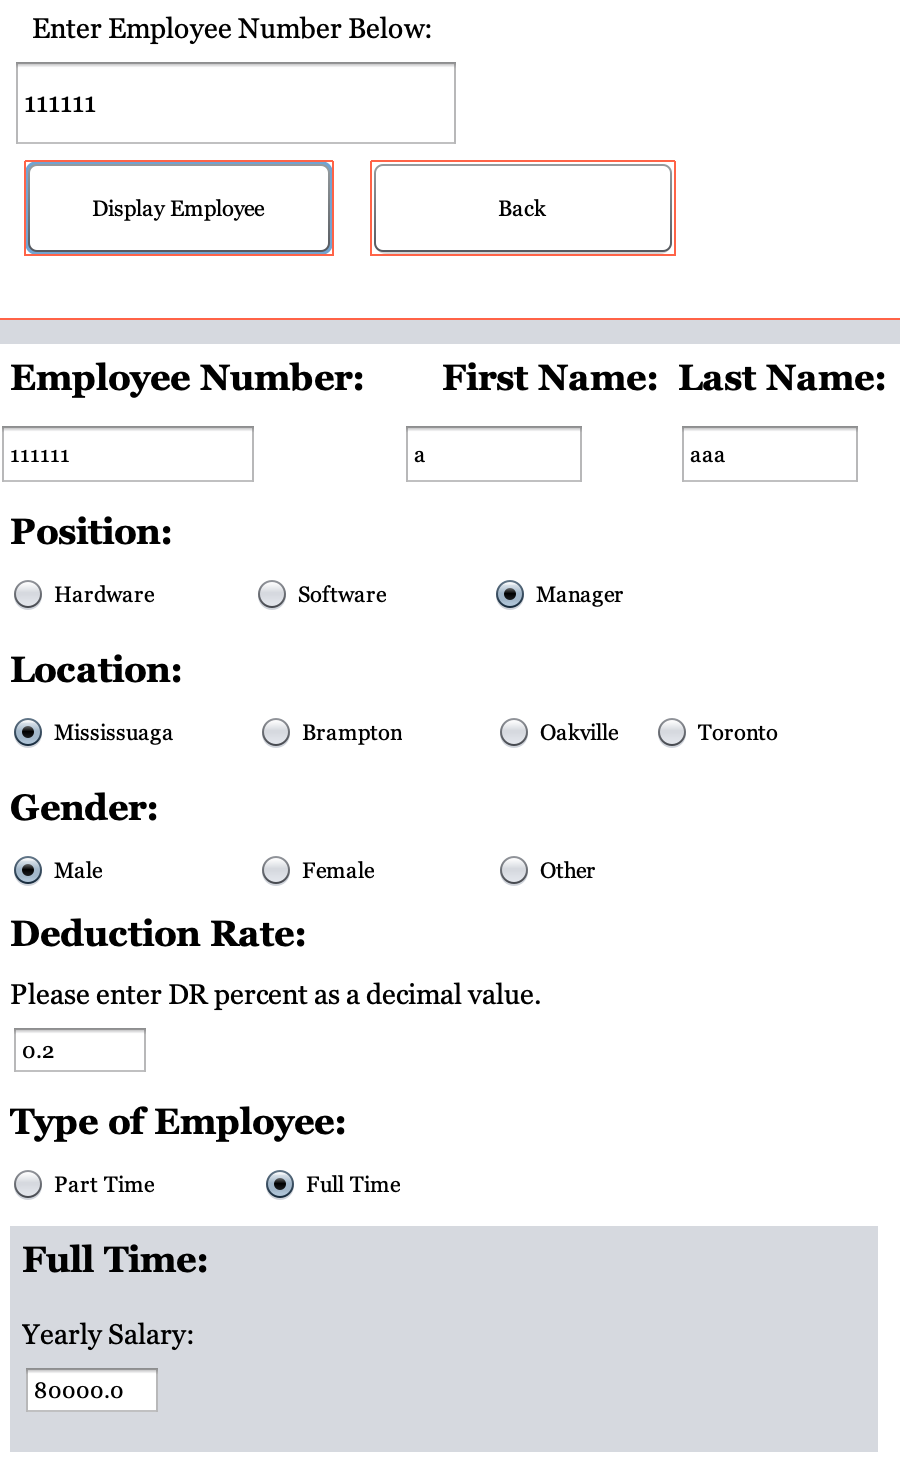 Enter Employee Number Below:
111111
Display Employee Back
Employee Number: First Name: Last Name:
111111 a aaa
Position:
Hardware Software Manager
Location:
Mississuaga Brampton Oakville Toronto
Gender:
Male Female Other
Deduction Rate:
Please enter DR percent as a decimal value.
0.2
Type of Employee:
Part Time Full Time
Full Time:
Yearly Salary:
80000.0